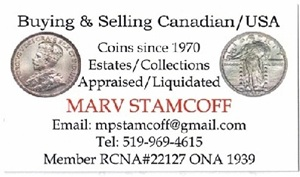 Buying & Selling Canadian/USA
Coins since 1970
Estates/Collections
Appraised/Liquidated
MARV STAMCOFF
Email: mpstamcoff@gmail.com
Tel: 519-969-4615
Member RCNA#22127 ONA 1939